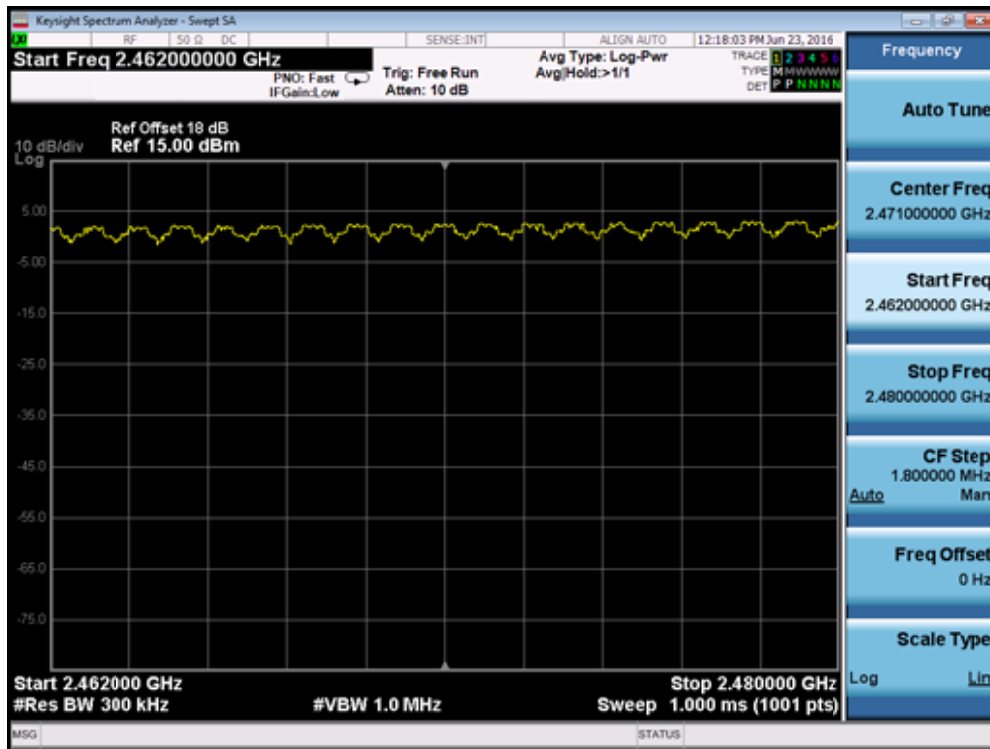 Keysight Spectrum Analyzer - Swept SA
LXI RF 50 Ω DC SENSE:INT ALIGN AUTO 12:18:03 PM Jun 23, 2016
Start Freq 2.462000000 GHz
PNO: Fast
IFGain:Low
Trig: Free Run
Atten: 10 dB
Avg Type: Log-Pwr
Avg|Hold:>1/1
TRACE 1 2 3 4 5 6
TYPE M M W W W W
DET P P N N N N
Ref Offset 18 dB
10 dB/div Ref 15.00 dBm
Log
5.00
-5.00
-15.0
-25.0
-35.0
-45.0
-55.0
-65.0
-75.0
Start 2.462000 GHz
Stop 2.480000 GHz
#Res BW 300 kHz
#VBW 1.0 MHz
Sweep 1.000 ms (1001 pts)
MSG
STATUS
Frequency
Auto Tune
Center Freq
2.471000000 GHz
Start Freq
2.462000000 GHz
Stop Freq
2.480000000 GHz
CF Step
1.800000 MHz
Auto Man
Freq Offset
0 Hz
Scale Type
Log Lin